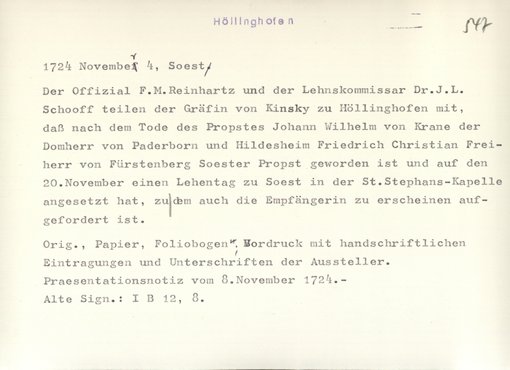 Höllinghofen
547
1724 November 4, Soest,
Der Offizial F.M.Reinhartz und der Lehnskommissar Dr.J.L.
Schooff teilen der Gräfin von Kinsky zu Höllinghofen mit,
daß nach dem Tode des Propstes Johann Wilhelm von Krane der
Domherr von Paderborn und Hildesheim Friedrich Christian Frei-
herr von Fürstenberg Soester Propst geworden ist und auf den
20.November einen Lehentag zu Soest in der St.Stephans-Kapelle
angesetzt hat, zu dem auch die Empfängerin zu erscheinen auf-
gefordert ist.
Orig., Papier, Foliobogen, Vordruck mit handschriftlichen
Eintragungen und Unterschriften der Aussteller.
Praesentationsnotiz vom 8.November 1724.-
Alte Sign.: I B 12, 8.